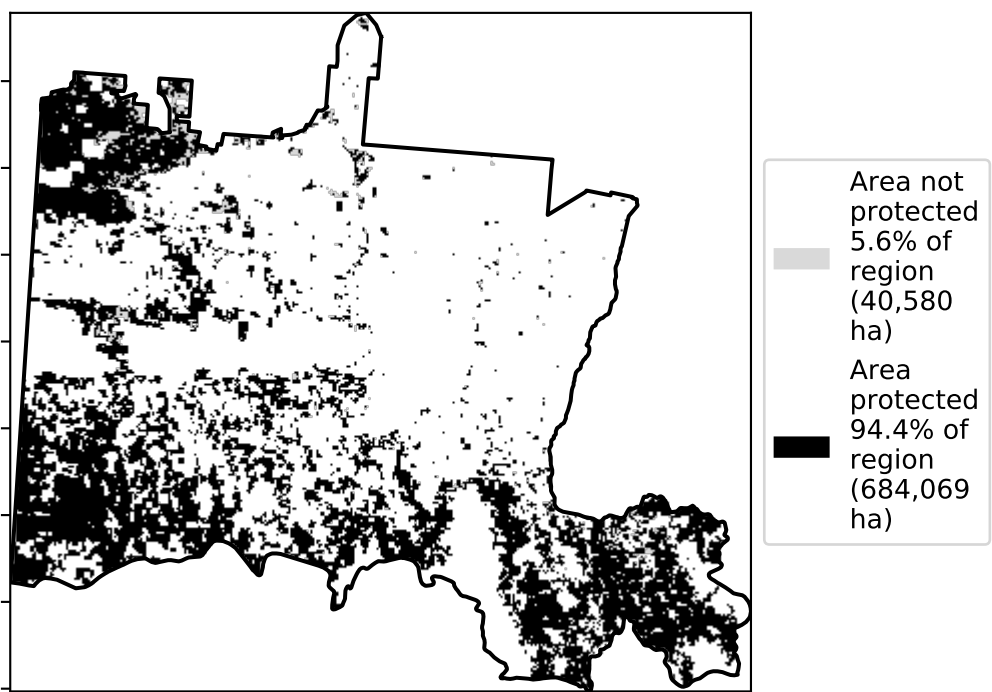 Area not
protected
5.6% of
region
(40,580
ha)
Area
protected
94.4% of
region
(684,069
ha)